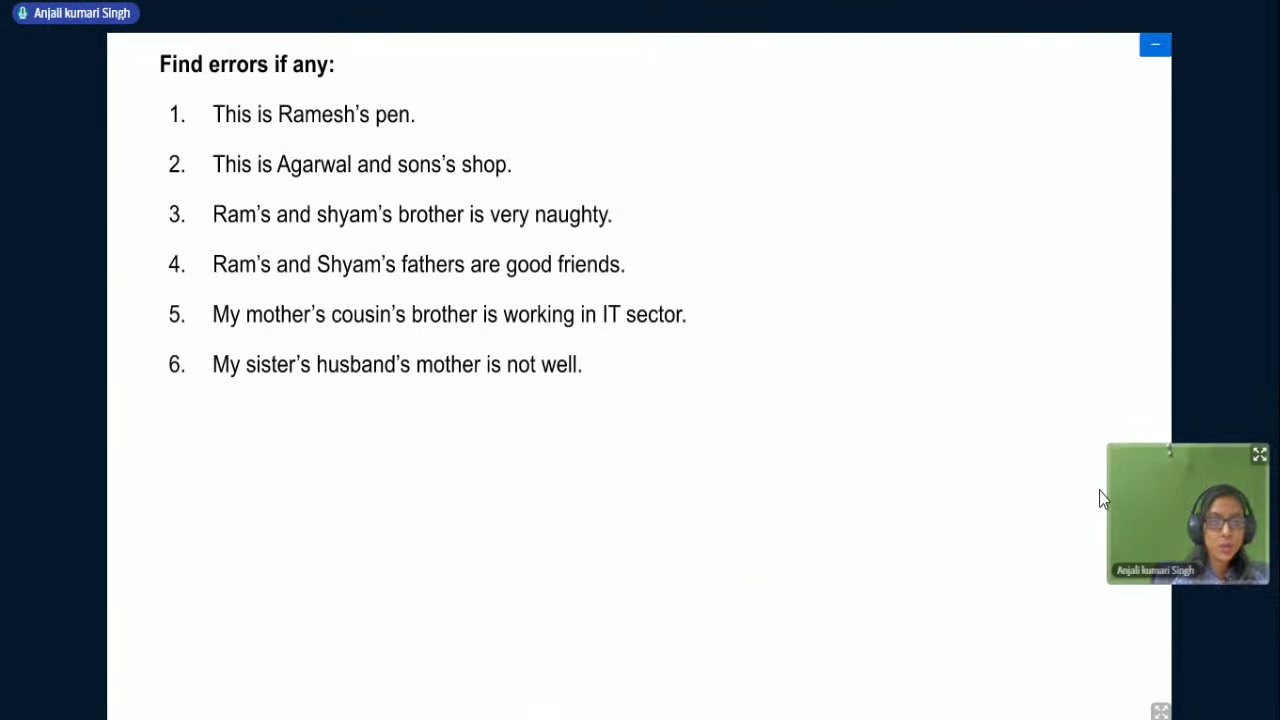 Anjali kumari Singh
Find errors if any:
1. This is Ramesh’s pen.
2. This is Agarwal and sons’s shop.
3. Ram’s and shyam’s brother is very naughty.
4. Ram’s and Shyam’s fathers are good friends.
5. My mother’s cousin’s brother is working in IT sector.
6. My sister’s husband’s mother is not well.
Anjali kumari Singh